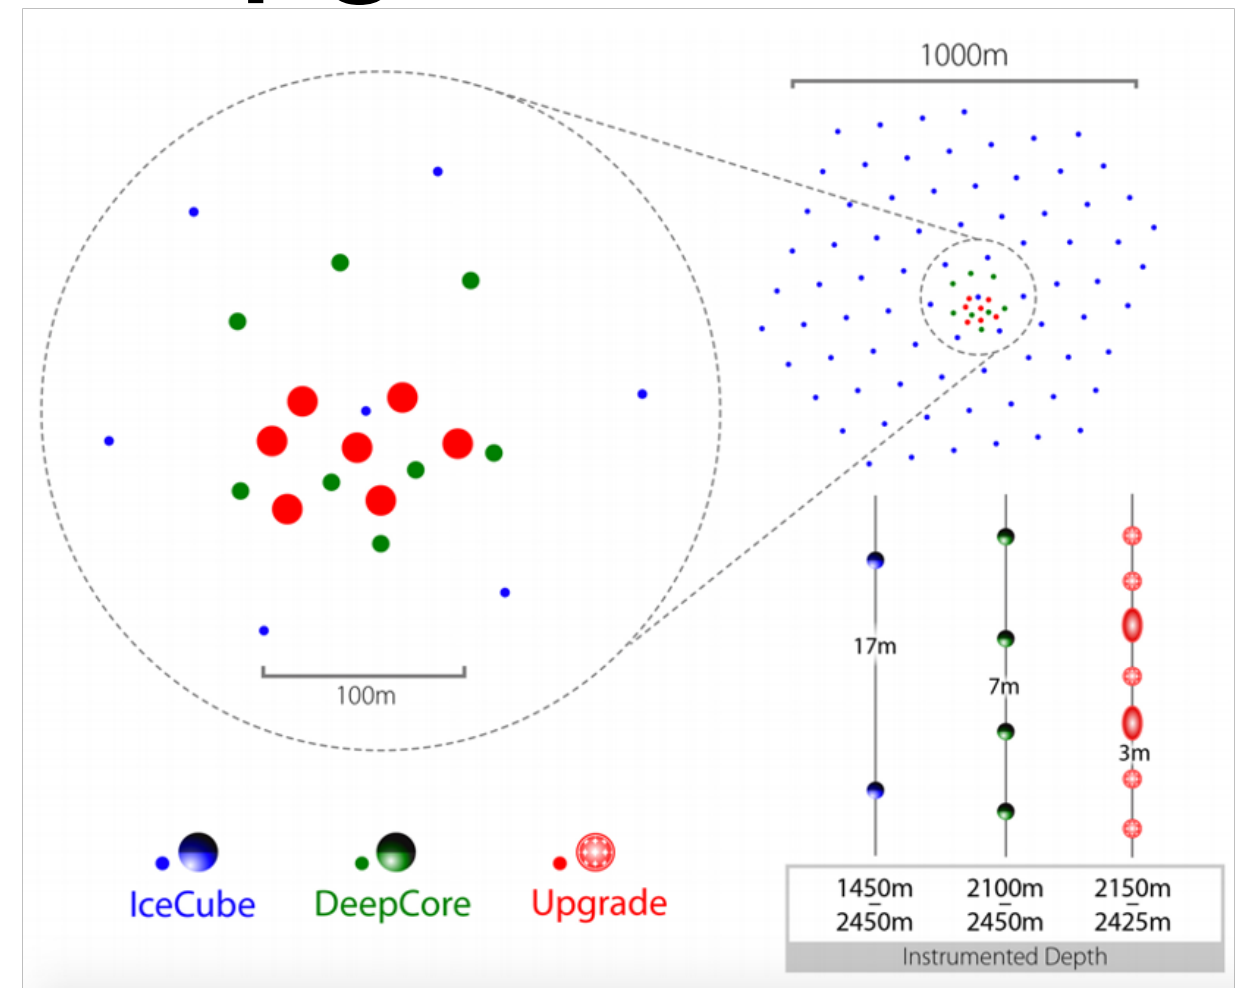 1000m
100m
17m
7m
3m
IceCube
DeepCore
Upgrade
1450m
–
2450m
2100m
–
2450m
2150m
–
2425m
Instrumented Depth